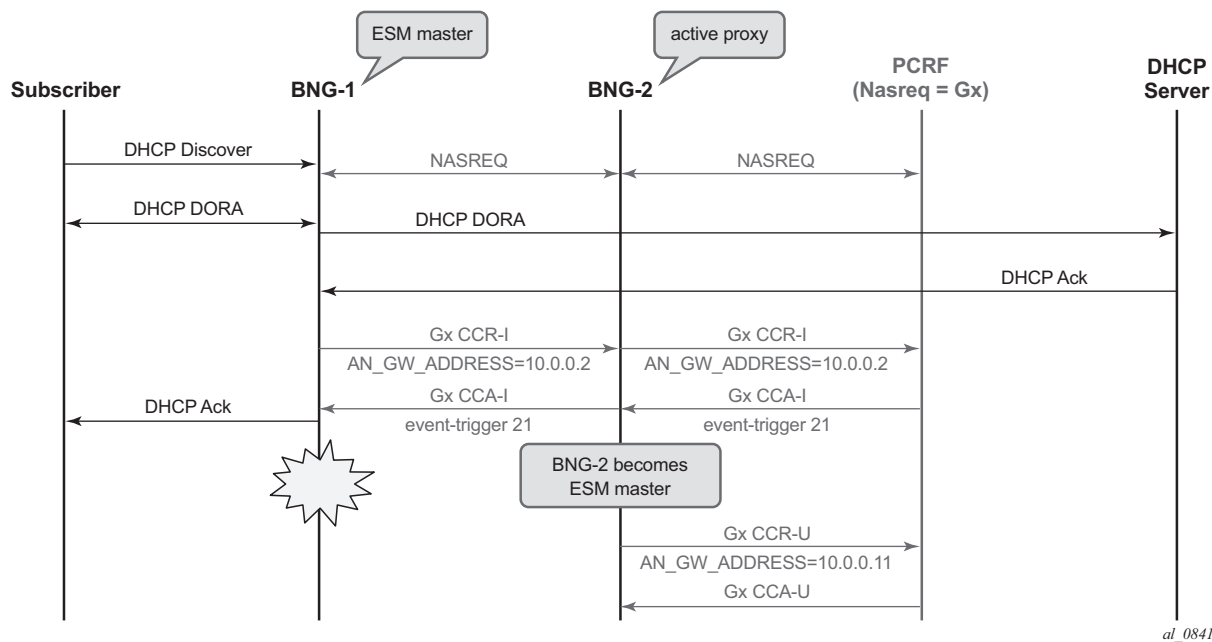 ESM master
active proxy
Subscriber
BNG-1
BNG-2
PCRF
(Nasreq = Gx)
DHCP
Server
DHCP Discover
NASREQ
NASREQ
DHCP DORA
DHCP DORA
DHCP Ack
Gx CCR-I
AN_GW_ADDRESS=10.0.0.2
Gx CCR-I
AN_GW_ADDRESS=10.0.0.2
Gx CCA-I
event-trigger 21
Gx CCA-I
event-trigger 21
DHCP Ack
BNG-2 becomes
ESM master
Gx CCR-U
AN_GW_ADDRESS=10.0.0.11
Gx CCA-U
al_0841